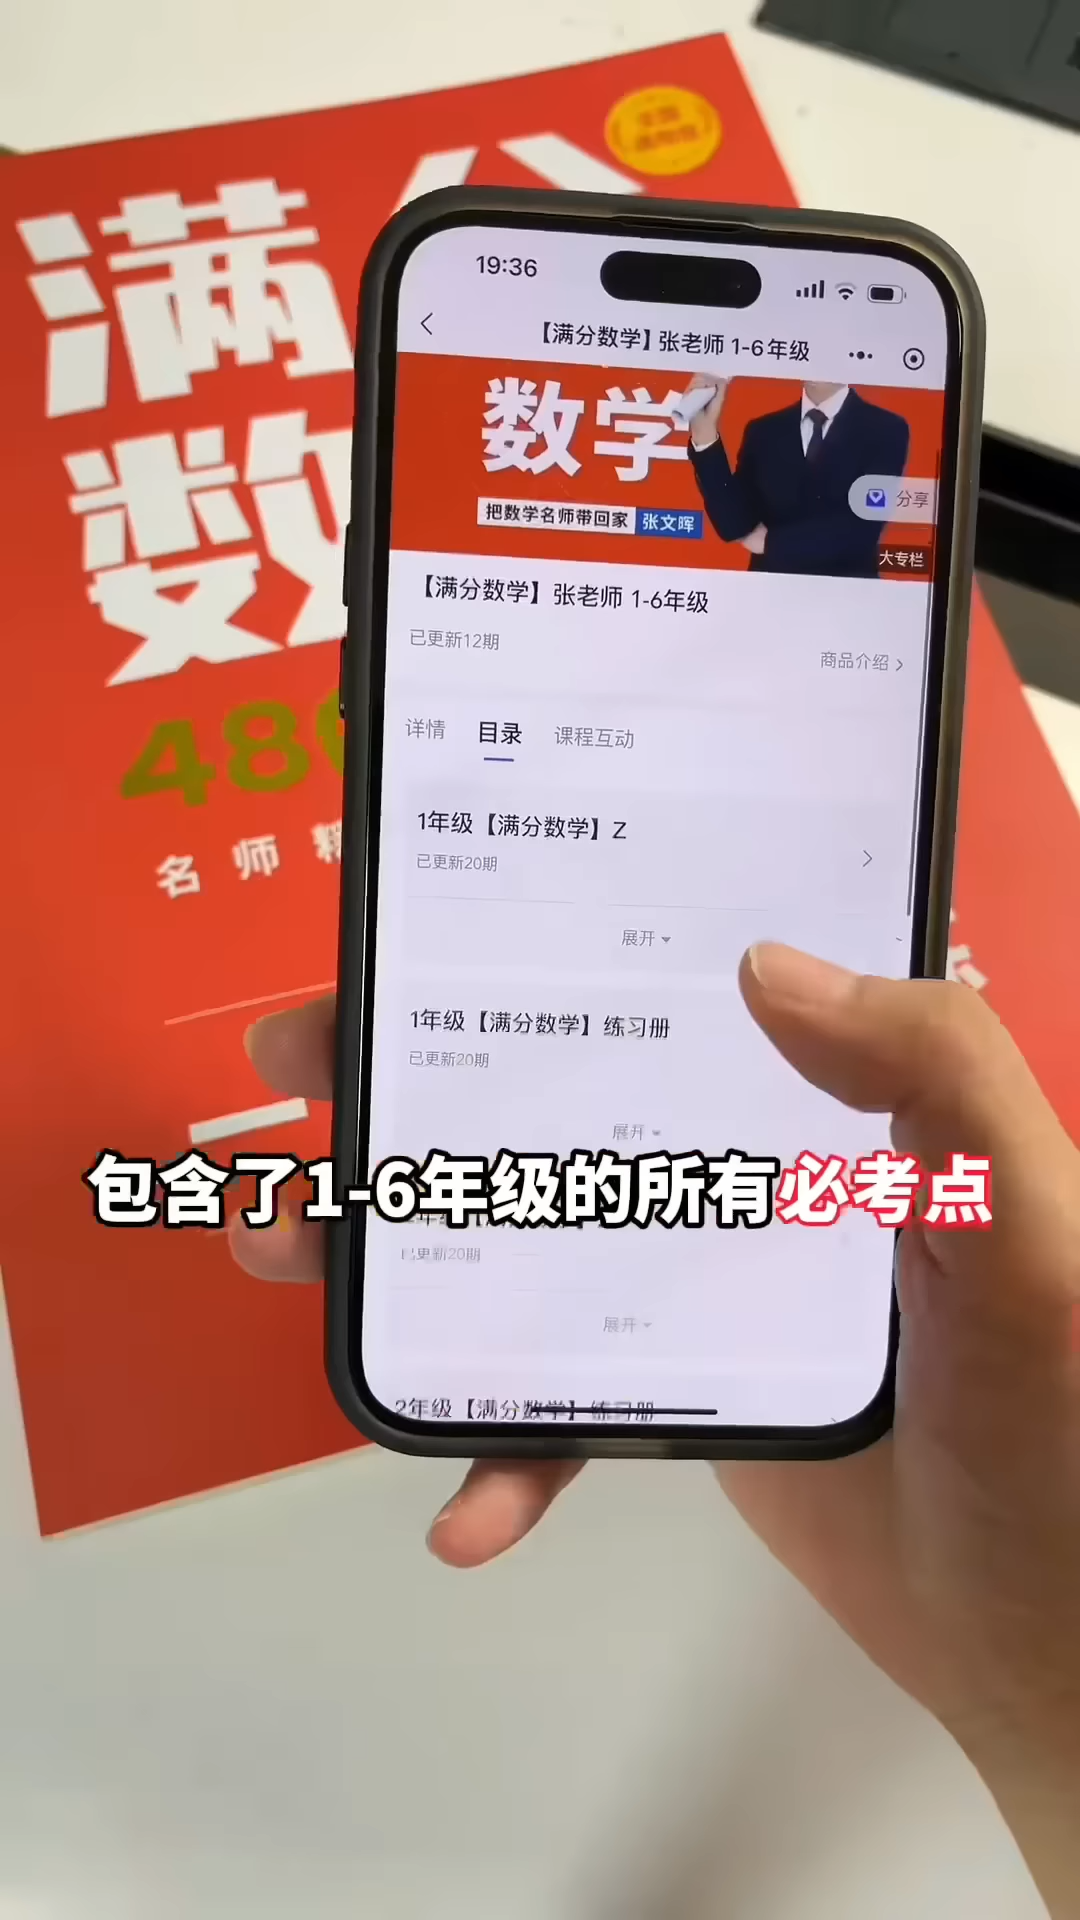 满分
数
48
名师精
一
19:36
【满分数学】张老师 1-6年级
数学
把数学名师带回家 张文晖
分享
大专栏
【满分数学】张老师 1-6年级
已更新12期
商品介绍
详情 目录 课程互动
1年级【满分数学】Z
已更新20期
展开
1年级【满分数学】练习册
已更新20期
展开
包含了1-6年级的所有必考点
已更新20期
展开
2年级【满分数学】练习册